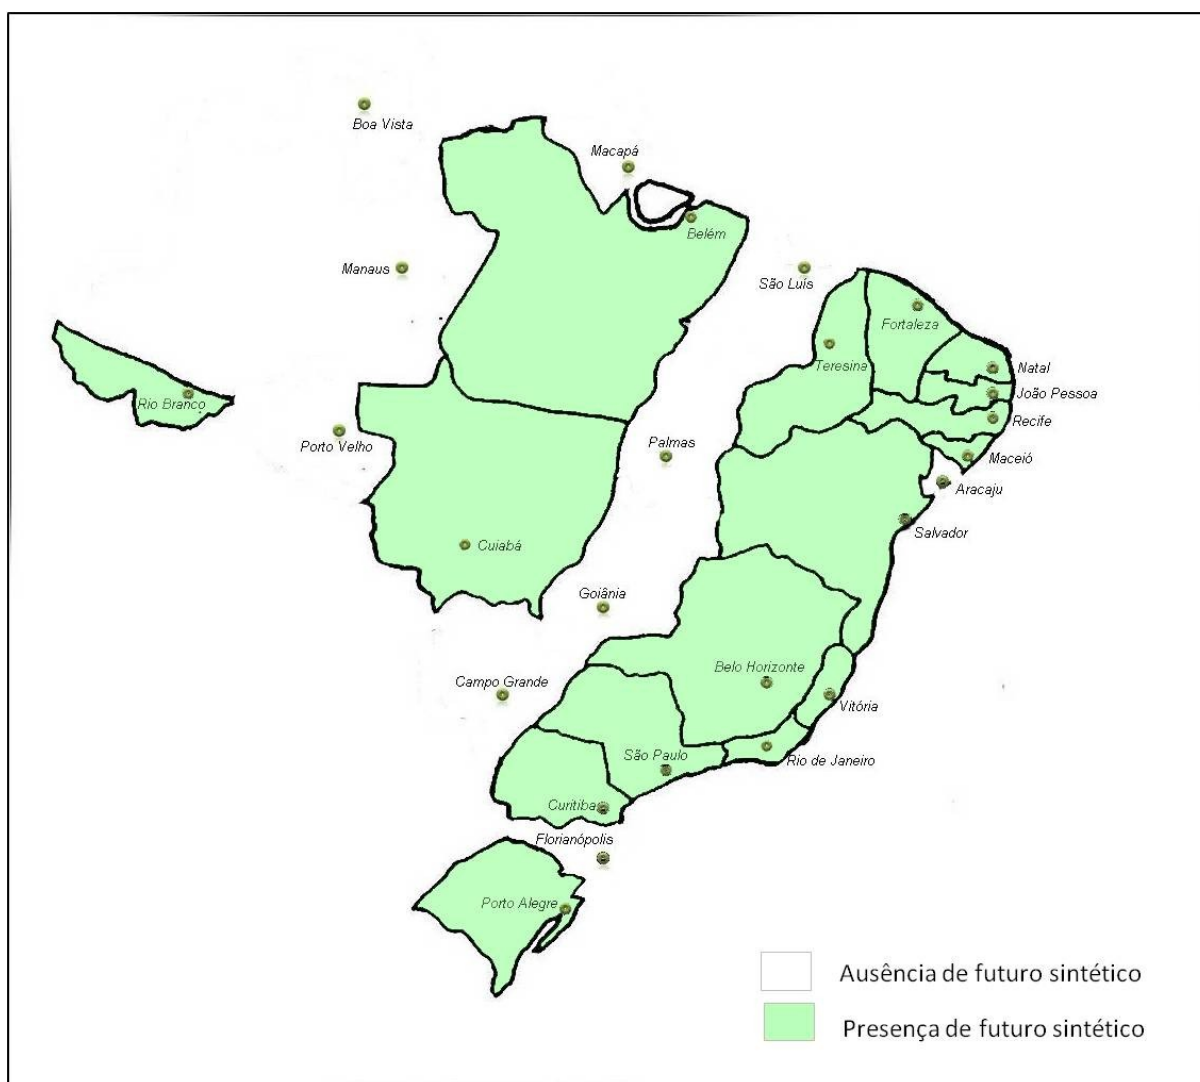 Boa Vista
Macapá
Belém
Manaus
São Luís
Fortaleza
Teresina
Natal
João Pessoa
Rio Branco
Recife
Porto Velho
Palmas
Maceió
Aracaju
Salvador
Cuiabá
Goiânia
Belo Horizonte
Campo Grande
Vitória
São Paulo
Rio de Janeiro
Curitiba
Florianópolis
Porto Alegre
Ausência de futuro sintético
Presença de futuro sintético